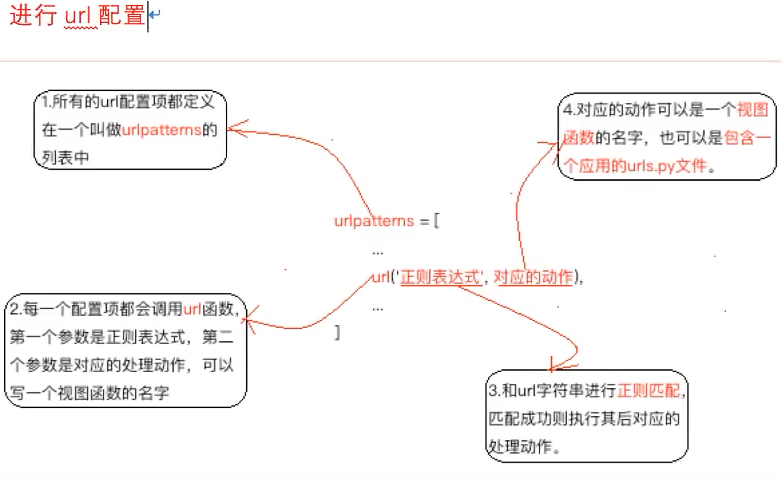 进行 url 配置
1.所有的url配置项都定义
在一个叫做urlpatterns的
列表中
4.对应的动作可以是一个视图
函数的名字，也可以是包含一
个应用的urls.py文件。
urlpatterns = [
...
url('正则表达式', 对应的动作),
...
]
2.每一个配置项都会调用url函数,
第一个参数是正则表达式，第二
个参数是对应的处理动作，可以
写一个视图函数的名字
3.和url字符串进行正则匹配,
匹配成功则执行其后对应的
处理动作。